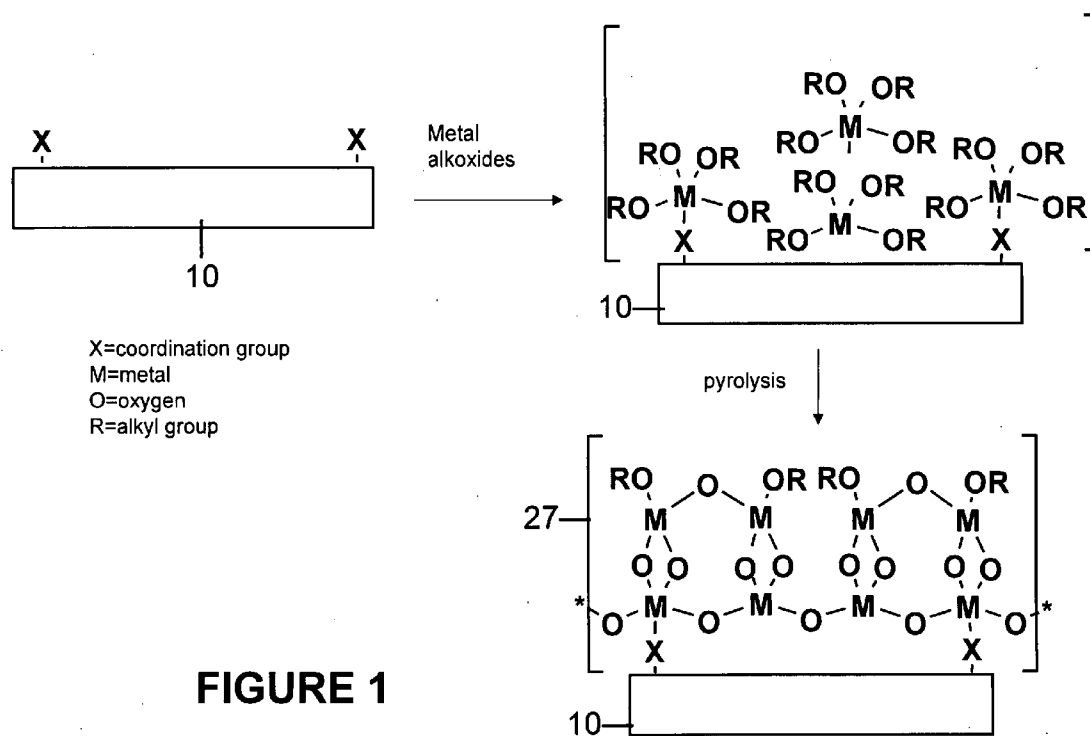 X X
10
Metal
alkoxides
RO OR
RO M OR
RO OR RO OR RO OR
RO M OR RO M OR RO M OR
X X
10
X=coordination group
M=metal
O=oxygen
R=alkyl group
pyrolysis
RO O OR RO O OR
27
M M M M
O O O O O O O O
* M M M M *
O O O O O
X X
10
FIGURE 1